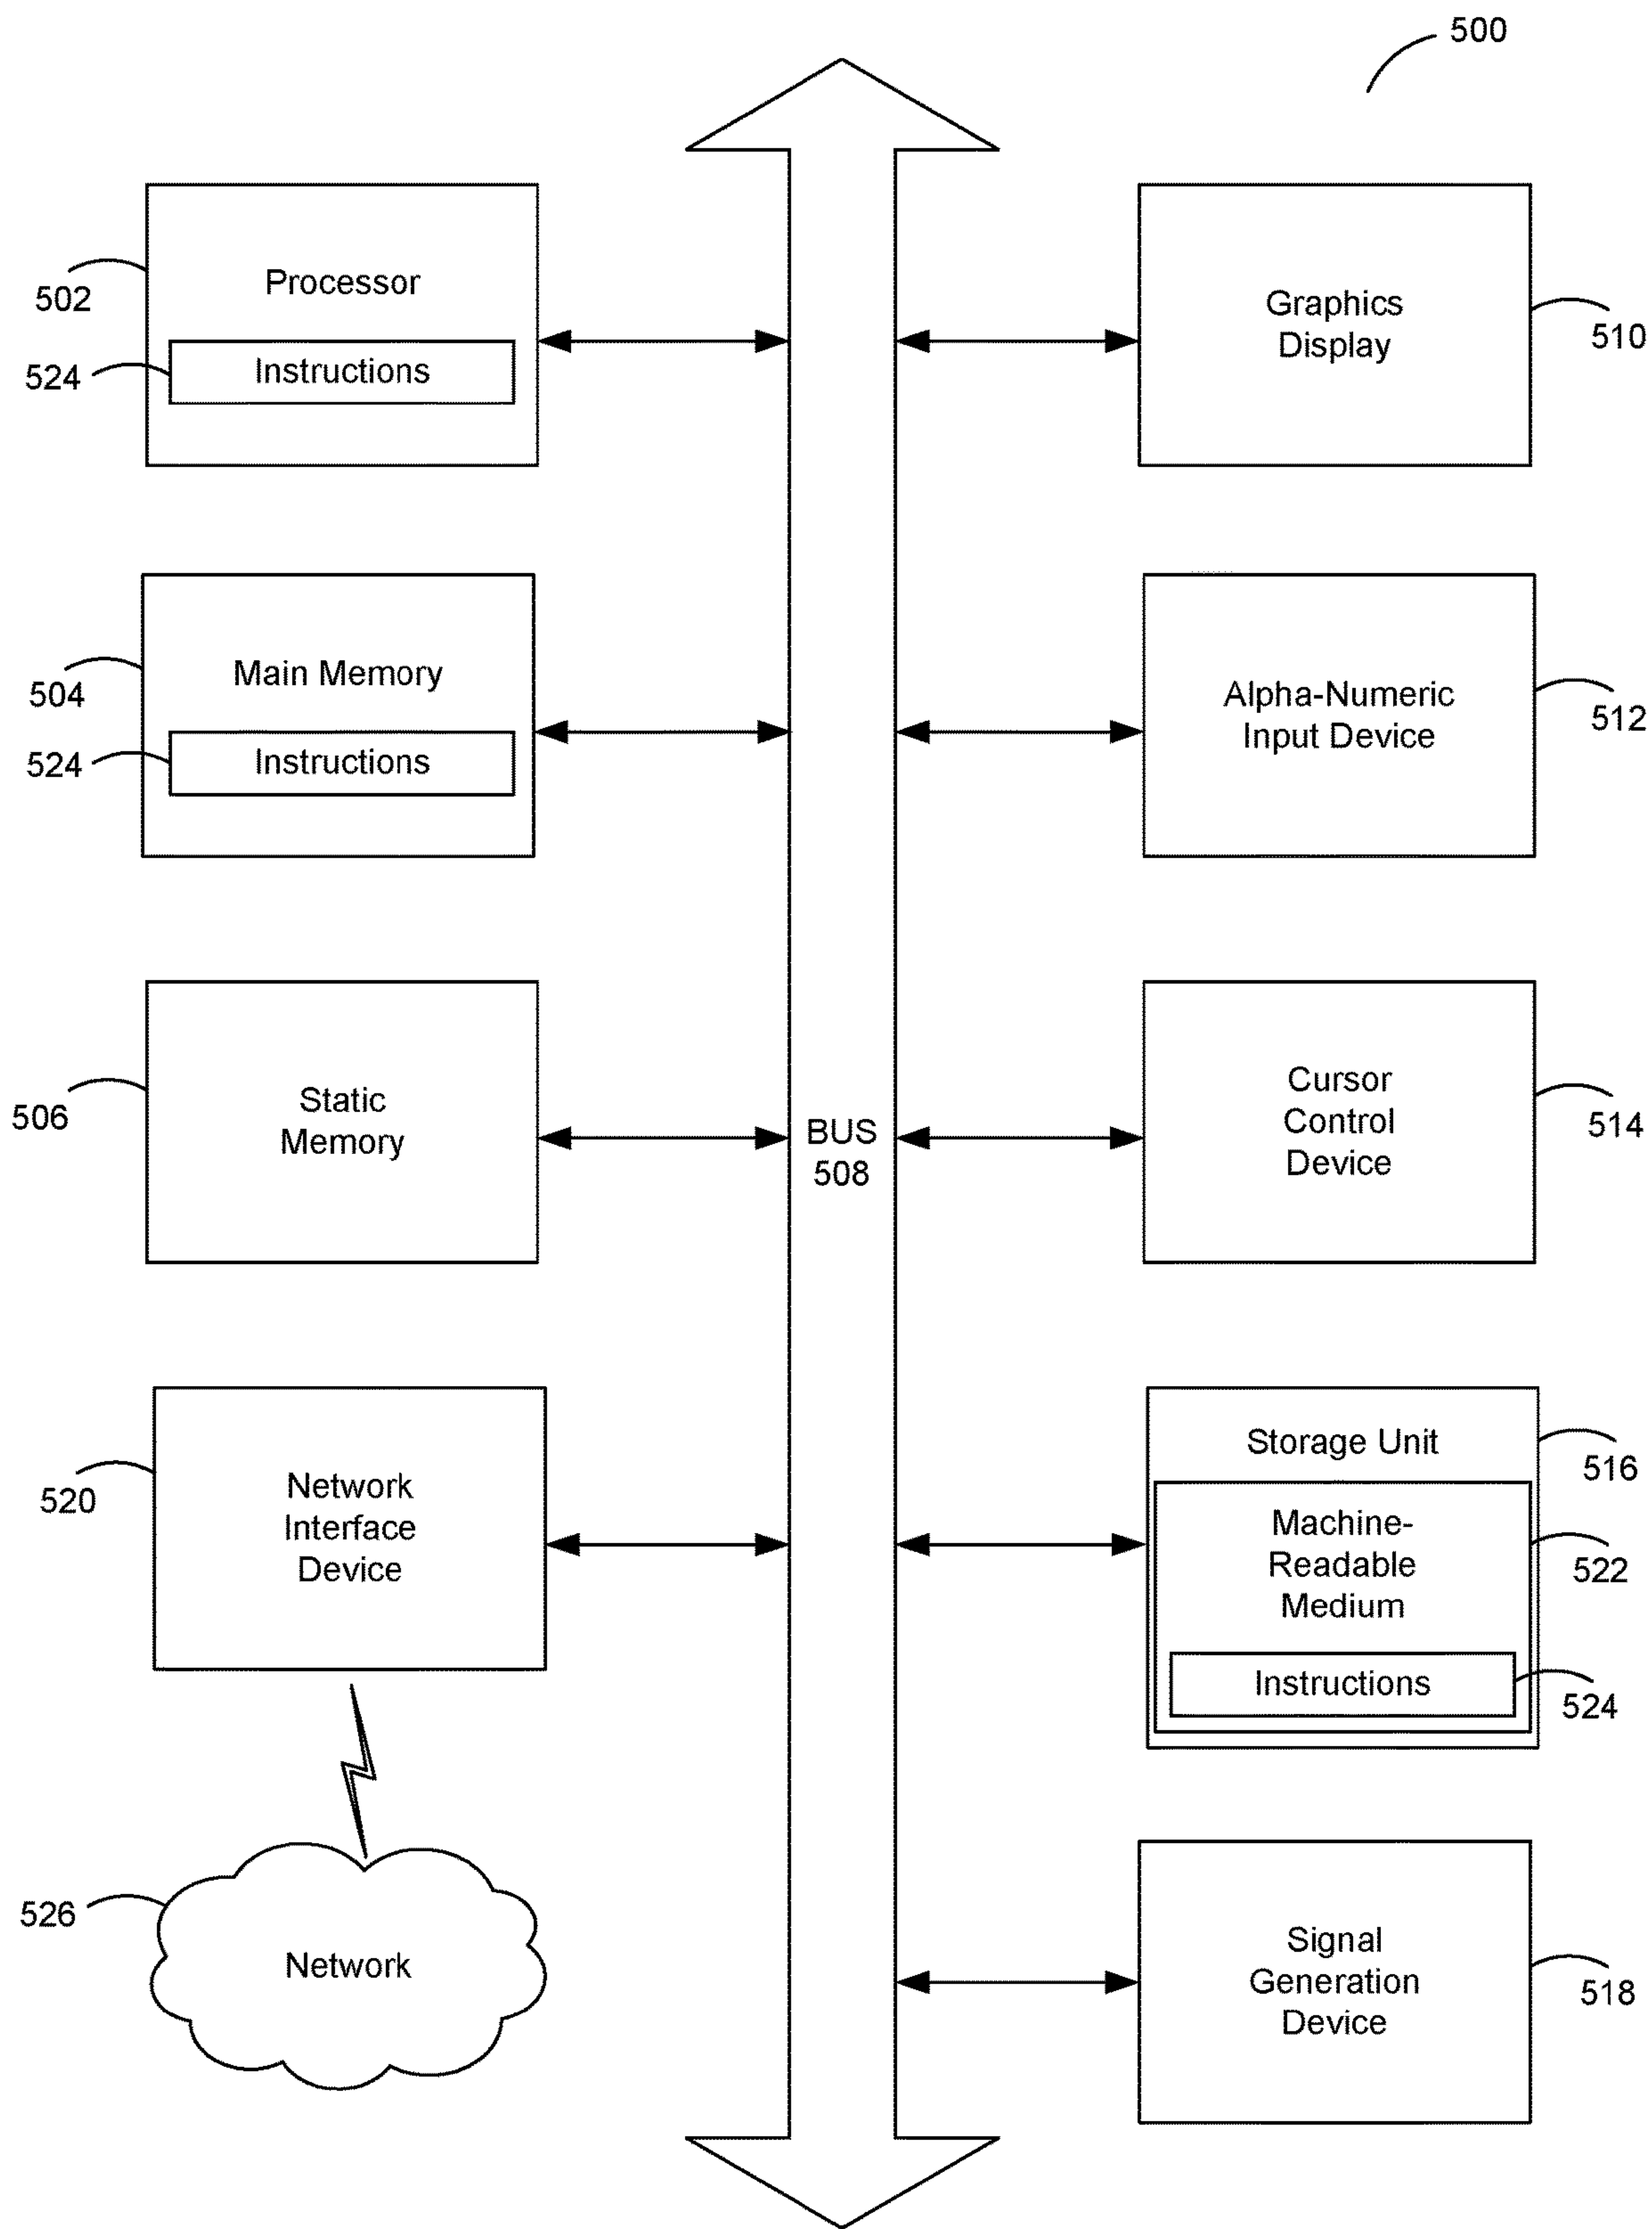 500
Processor
502
524
Instructions
Graphics
Display
510
Main Memory
504
524
Instructions
Alpha-Numeric
Input Device
512
Static
Memory
506
BUS
508
Cursor
Control
Device
514
Network
Interface
Device
520
Storage Unit
516
Machine-
Readable
Medium
522
Instructions
524
526
Network
Signal
Generation
Device
518